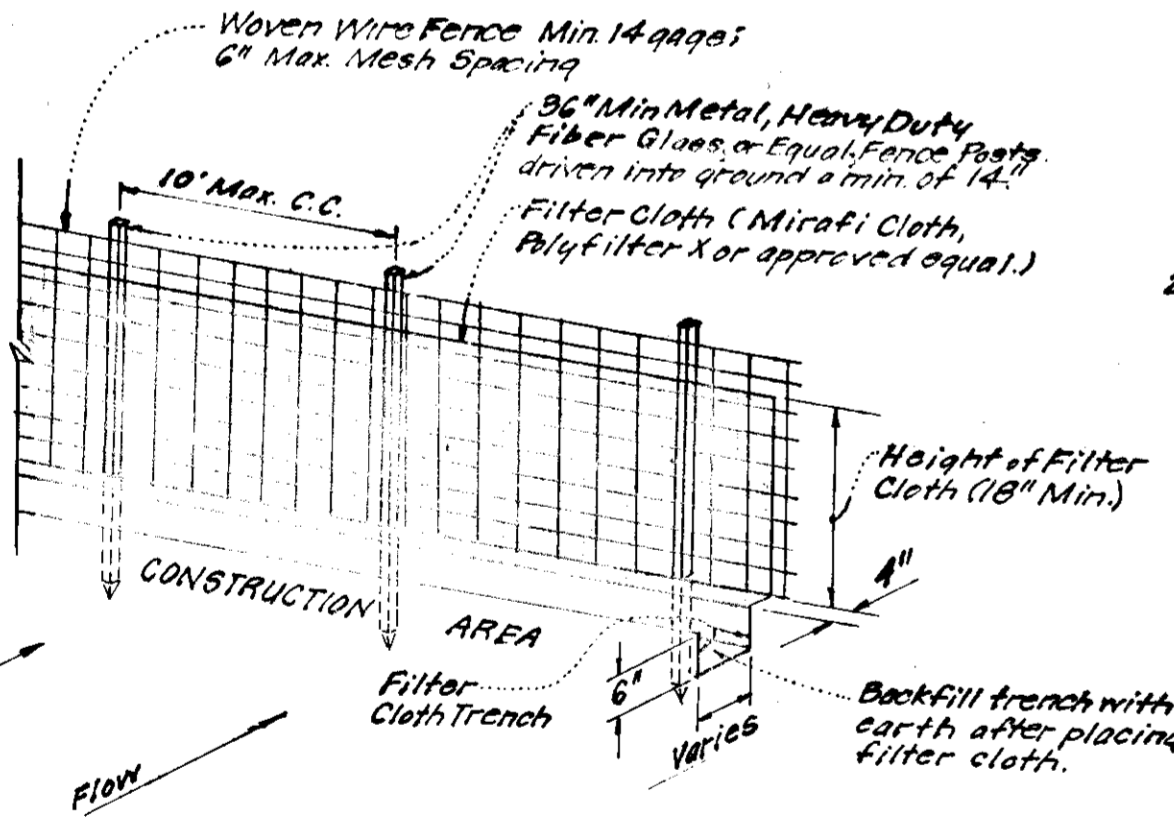 Woven Wire Fence Min. 14 gage;
6" Max. Mesh Spacing
36" Min Metal, Heavy Duty
Fiber Glass, or Equal, Fence Posts
driven into ground a min. of 14."
10' Max. C.C.
Filter Cloth (Mirafi Cloth,
Polyfilter X or approved equal.)
2
Height of Filter
Cloth (18" Min.)
4"
CONSTRUCTION AREA
Filter
Cloth Trench
6"
Varies
Backfill trench with
earth after placing
filter cloth.
Flow